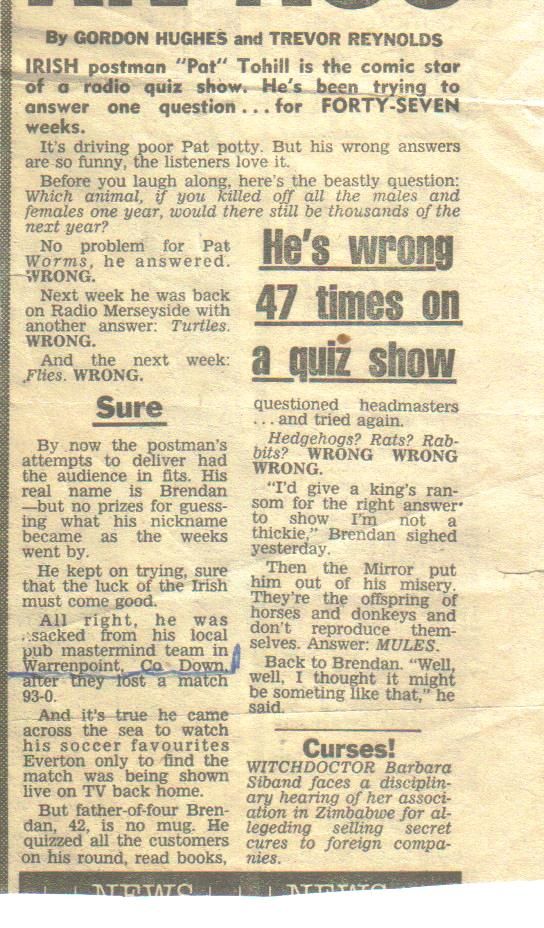 By GORDON HUGHES and TREVOR REYNOLDS
IRISH postman "Pat" Tohill is the comic star
of a radio quiz show. He's been trying to
answer one question ... for FORTY-SEVEN
weeks.
It's driving poor Pat potty. But his wrong answers
are so funny, the listeners love it.
Before you laugh along, here's the beastly question:
Which animal, if you killed off all the males and
females one year, would there still be thousands of the
next year?
No problem for Pat
Worms, he answered.
WRONG.
Next week he was back
on Radio Merseyside with
another answer: Turtles.
WRONG.
And the next week:
Flies. WRONG.
Sure
By now the postman's
attempts to deliver had
the audience in fits. His
real name is Brendan
—but no prizes for guess-
ing what his nickname
became as the weeks
went by.
He kept on trying, sure
that the luck of the Irish
must come good.
All right, he was
sacked from his local
pub mastermind team in
Warrenpoint, Co Down,
after they lost a match
93-0.
And it's true he came
across the sea to watch
his soccer favourites
Everton only to find the
match was being shown
live on TV back home.
But father-of-four Bren-
dan, 42, is no mug. He
quizzed all the customers
on his round, read books,
He's wrong
47 times on
a quiz show
questioned headmasters
... and tried again.
Hedgehogs? Rats? Rab-
bits? WRONG WRONG
WRONG.
"I'd give a king's ran-
som for the right answer
to show I'm not a
thickie," Brendan sighed
yesterday.
Then the Mirror put
him out of his misery.
They're the offspring of
horses and donkeys and
don't reproduce them-
selves. Answer: MULES.
Back to Brendan. "Well,
well, I thought it might
be someting like that," he
said.
Curses!
WITCHDOCTOR Barbara
Siband faces a disciplin-
ary hearing of her associ-
ation in Zimbabwe for al-
legeding selling secret
cures to foreign compa-
nies.
NEWS NEWS